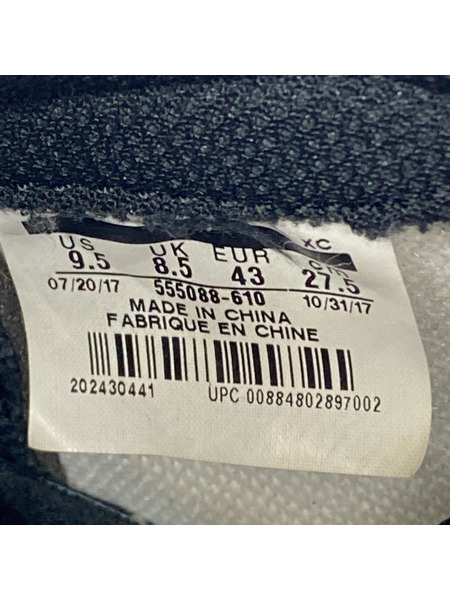 US UK EUR XC cm
9.5 8.5 43 27.5
07/20/17 555088-610 10/31/17
MADE IN CHINA
FABRIQUE EN CHINE
202430441 UPC 00884802897002